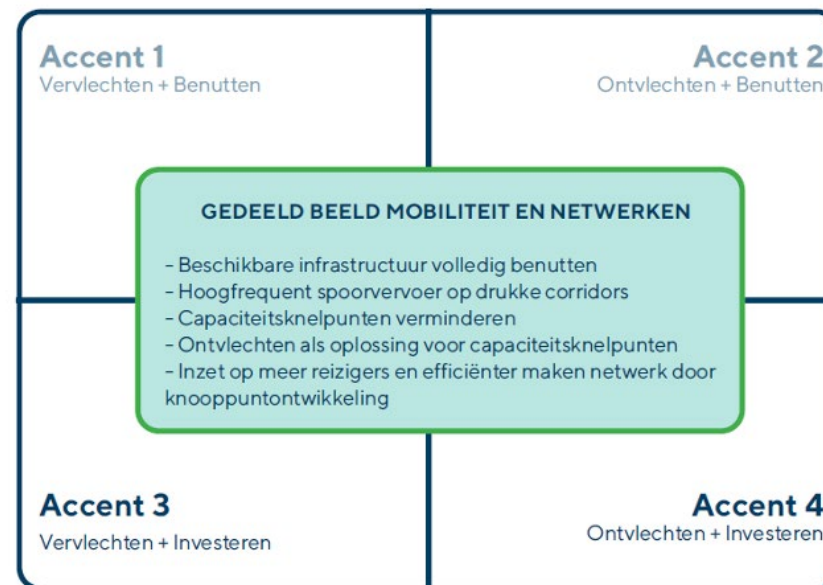 Accent 1
Vervlechten + Benutten
Accent 2
Ontvlechten + Benutten
GEDEELD BEELD MOBILITEIT EN NETWERKEN
- Beschikbare infrastructuur volledig benutten
- Hoogfrequent spoorvervoer op drukke corridors
- Capaciteitsknelpunten verminderen
- Ontvlechten als oplossing voor capaciteitsknelpunten
- Inzet op meer reizigers en efficiënter maken netwerk door
knooppuntontwikkeling
Accent 3
Vervlechten + Investeren
Accent 4
Ontvlechten + Investeren